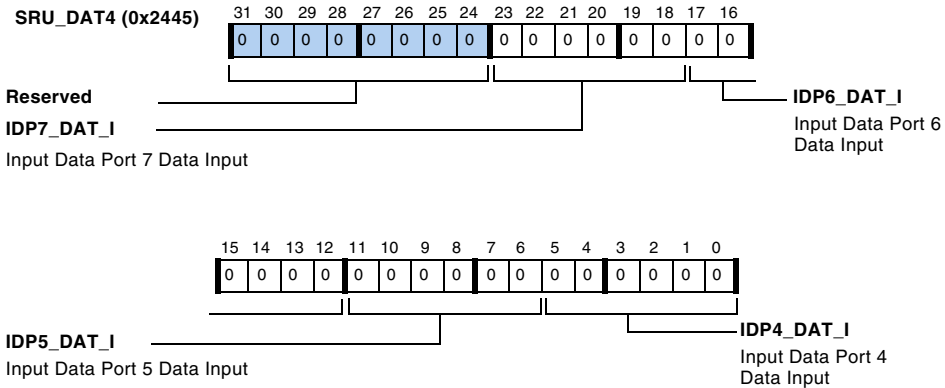 SRU_DAT4 (0x2445)
31 30 29 28 27 26 25 24 23 22 21 20 19 18 17 16
0 0 0 0 0 0 0 0 0 0 0 0 0 0 0 0
Reserved
IDP7_DAT_I
Input Data Port 7 Data Input
IDP6_DAT_I
Input Data Port 6
Data Input
15 14 13 12 11 10 9 8 7 6 5 4 3 2 1 0
0 0 0 0 0 0 0 0 0 0 0 0 0 0 0 0
IDP5_DAT_I
Input Data Port 5 Data Input
IDP4_DAT_I
Input Data Port 4
Data Input